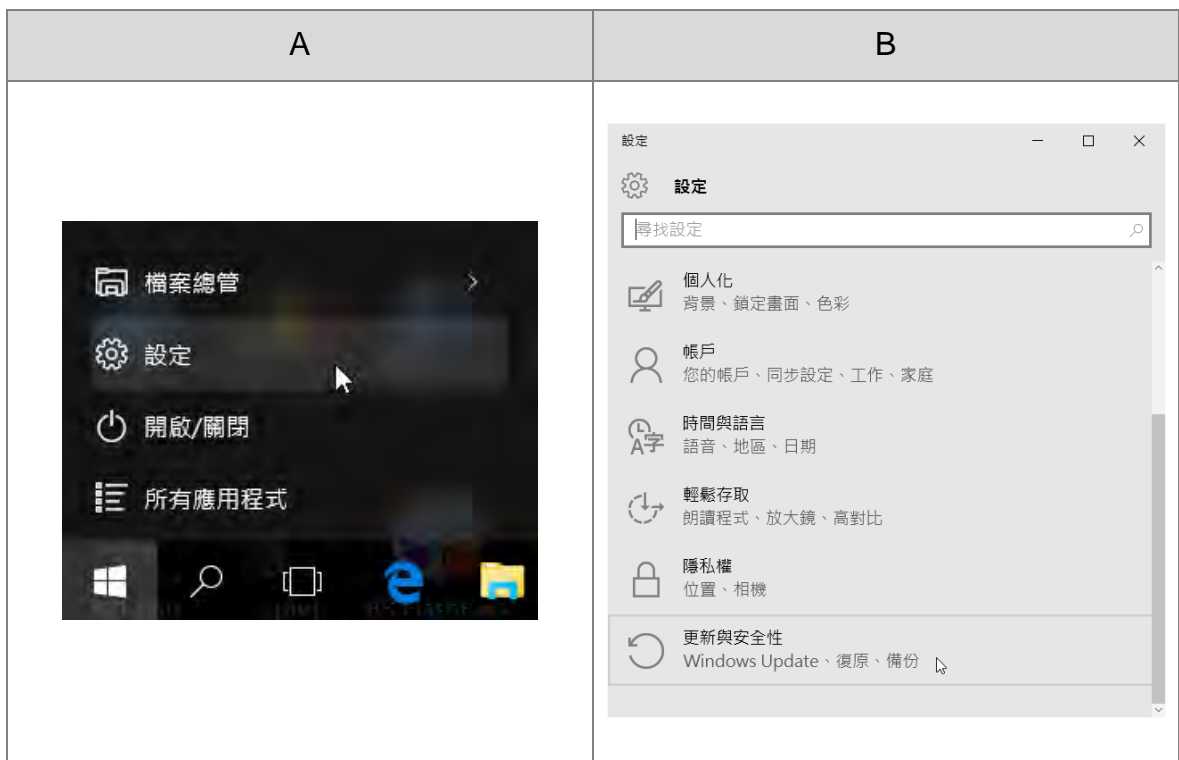 A
B
檔案總管
設定
開啟/關閉
所有應用程式
設定
設定
尋找設定
個人化
背景、鎖定畫面、色彩
帳戶
您的帳戶、同步設定、工作、家庭
時間與語言
語音、地區、日期
輕鬆存取
朗讀程式、放大鏡、高對比
隱私權
位置、相機
更新與安全性
Windows Update、復原、備份